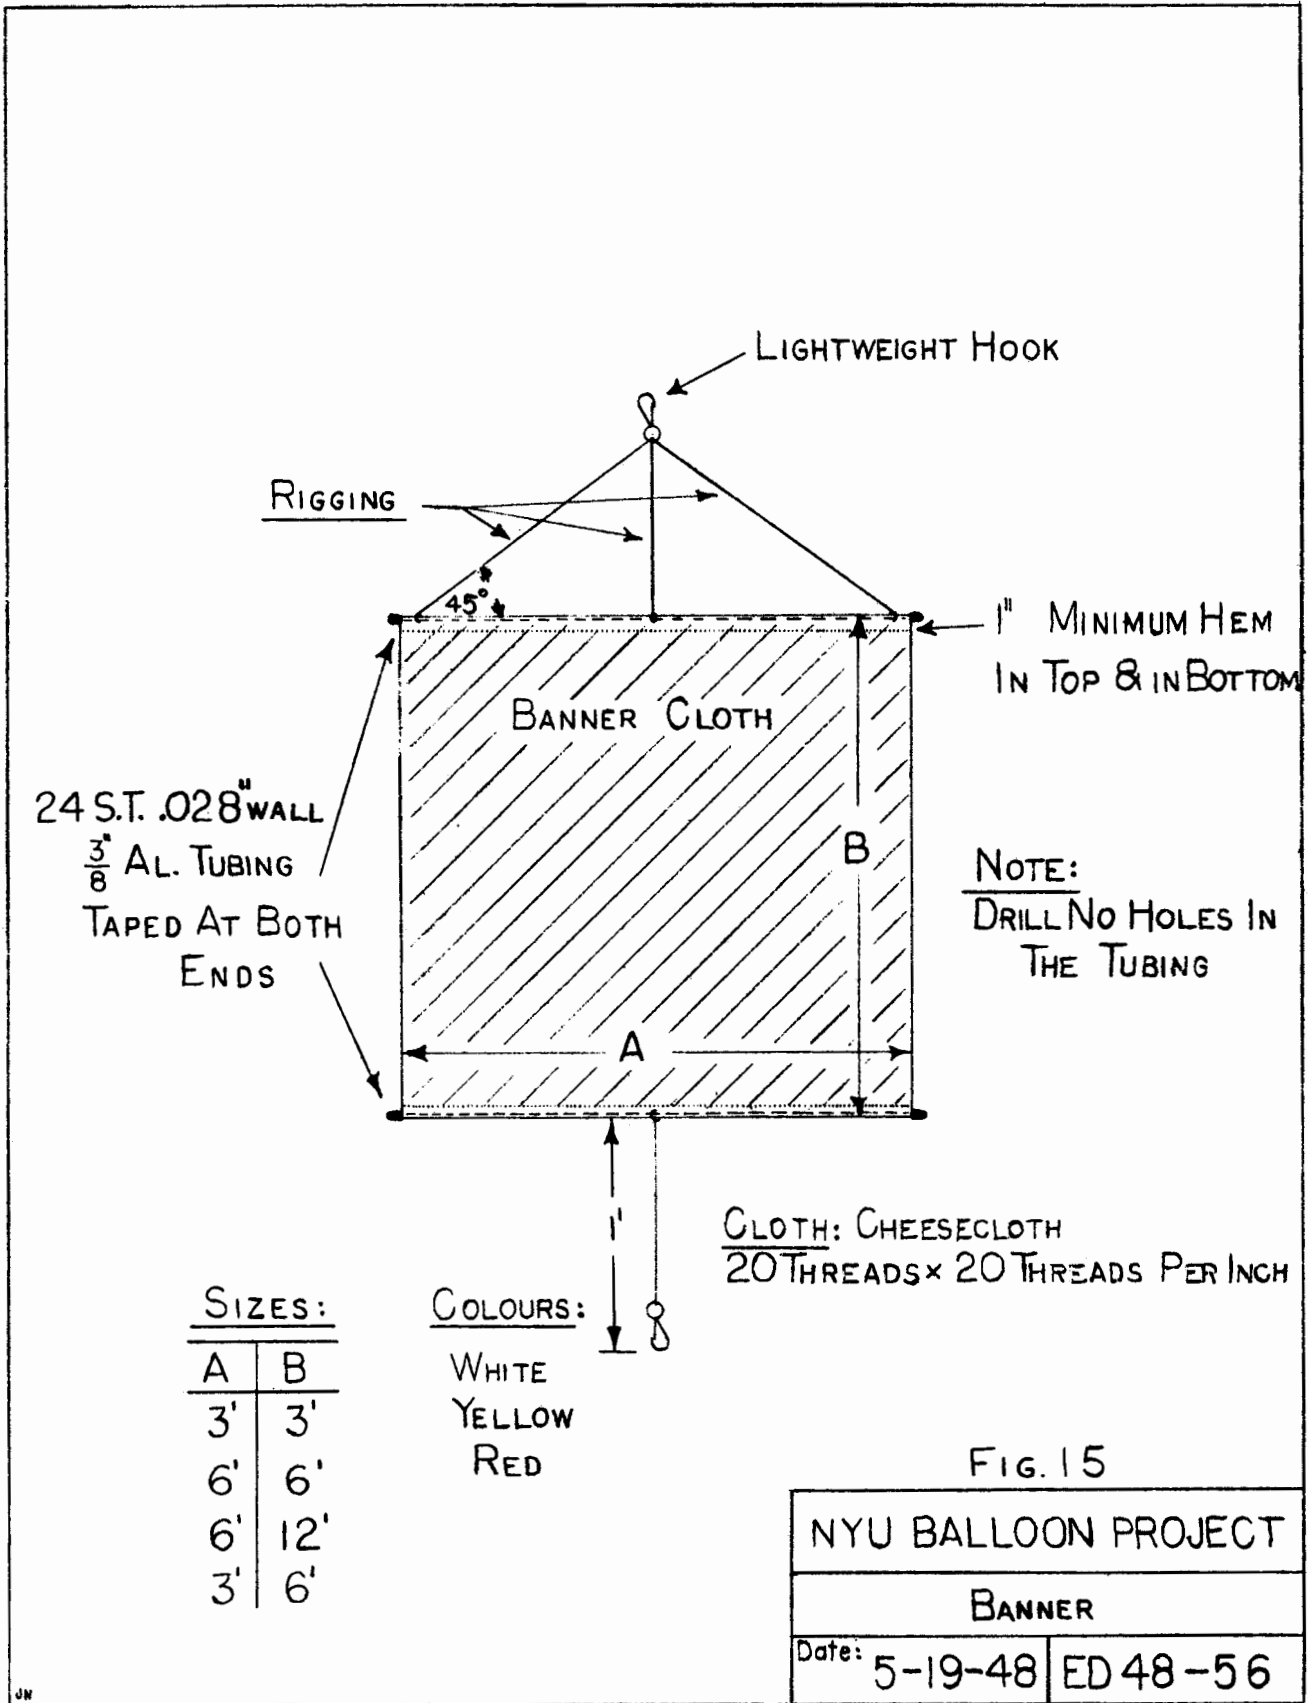 LIGHTWEIGHT HOOK
RIGGING
45°
1" MINIMUM HEM
IN TOP & IN BOTTOM
BANNER CLOTH
24 S.T. .028" WALL
3/8" AL. TUBING
TAPED AT BOTH
ENDS
B
NOTE:
DRILL NO HOLES IN
THE TUBING
A
1'
CLOTH: CHEESECLOTH
20 THREADS × 20 THREADS PER INCH
SIZES:
A B
3' 3'
6' 6'
6' 12'
3' 6'
COLOURS:
WHITE
YELLOW
RED
FIG. 15
NYU BALLOON PROJECT
BANNER
Date: 5-19-48 ED 48-56
JN